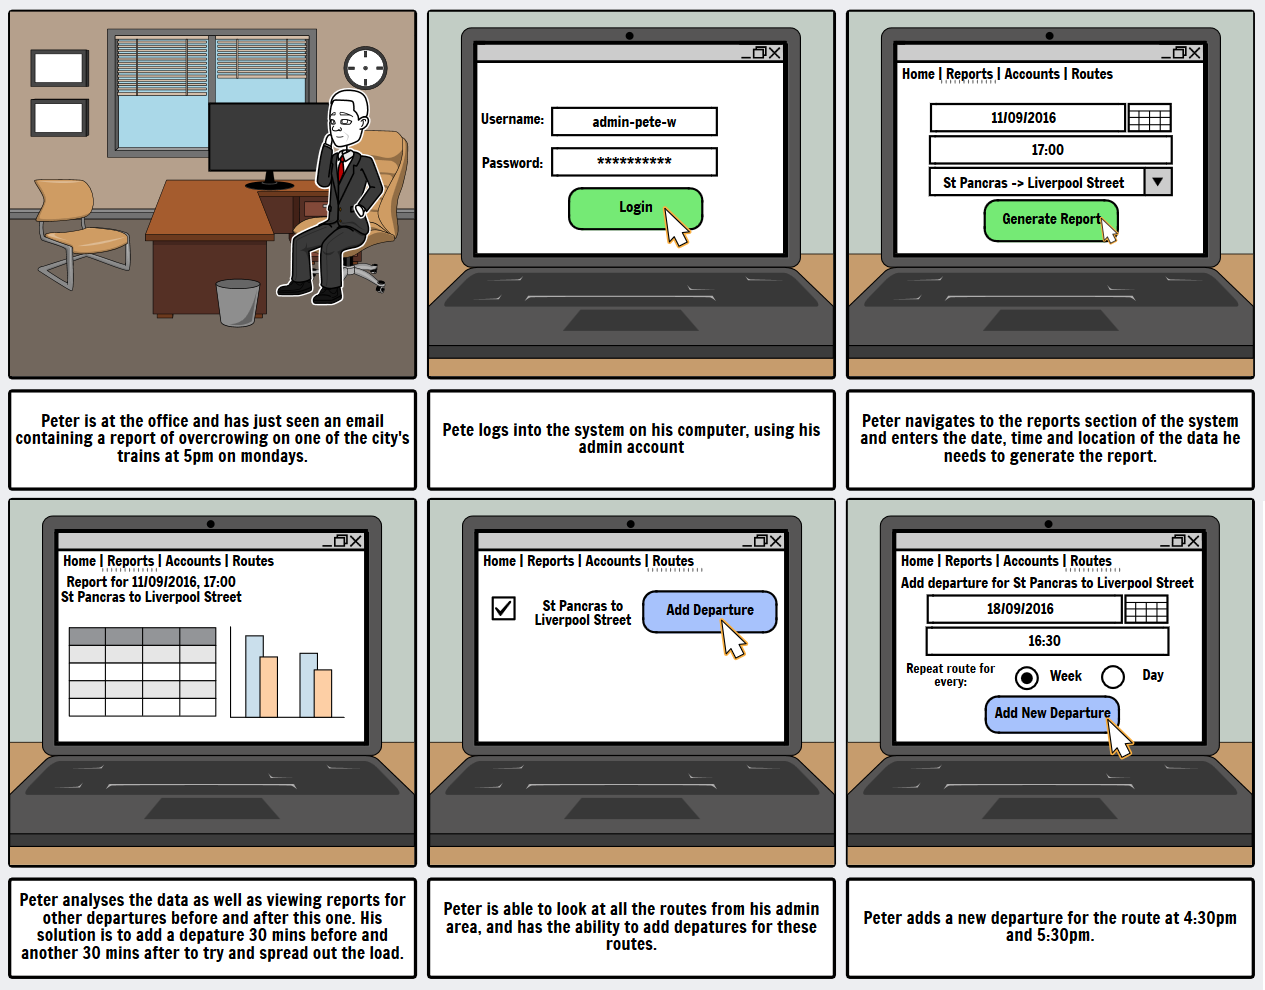 Username:
admin-pete-w
Password:
**********
Login
Home | Reports | Accounts | Routes
11/09/2016
17:00
St Pancras -> Liverpool Street
Generate Report
Peter is at the office and has just seen an email
containing a report of overcrowing on one of the city's
trains at 5pm on mondays.
Pete logs into the system on his computer, using his
admin account
Peter navigates to the reports section of the system
and enters the date, time and location of the data he
needs to generate the report.
Home | Reports | Accounts | Routes
Report for 11/09/2016, 17:00
St Pancras to Liverpool Street
Home | Reports | Accounts | Routes
St Pancras to
Liverpool Street
Add Departure
Home | Reports | Accounts | Routes
Add departure for St Pancras to Liverpool Street
18/09/2016
16:30
Repeat route for
every:
Week
Day
Add New Departure
Peter analyses the data as well as viewing reports for
other departures before and after this one. His
solution is to add a depature 30 mins before and
another 30 mins after to try and spread out the load.
Peter is able to look at all the routes from his admin
area, and has the ability to add depatures for these
routes.
Peter adds a new departure for the route at 4:30pm
and 5:30pm.